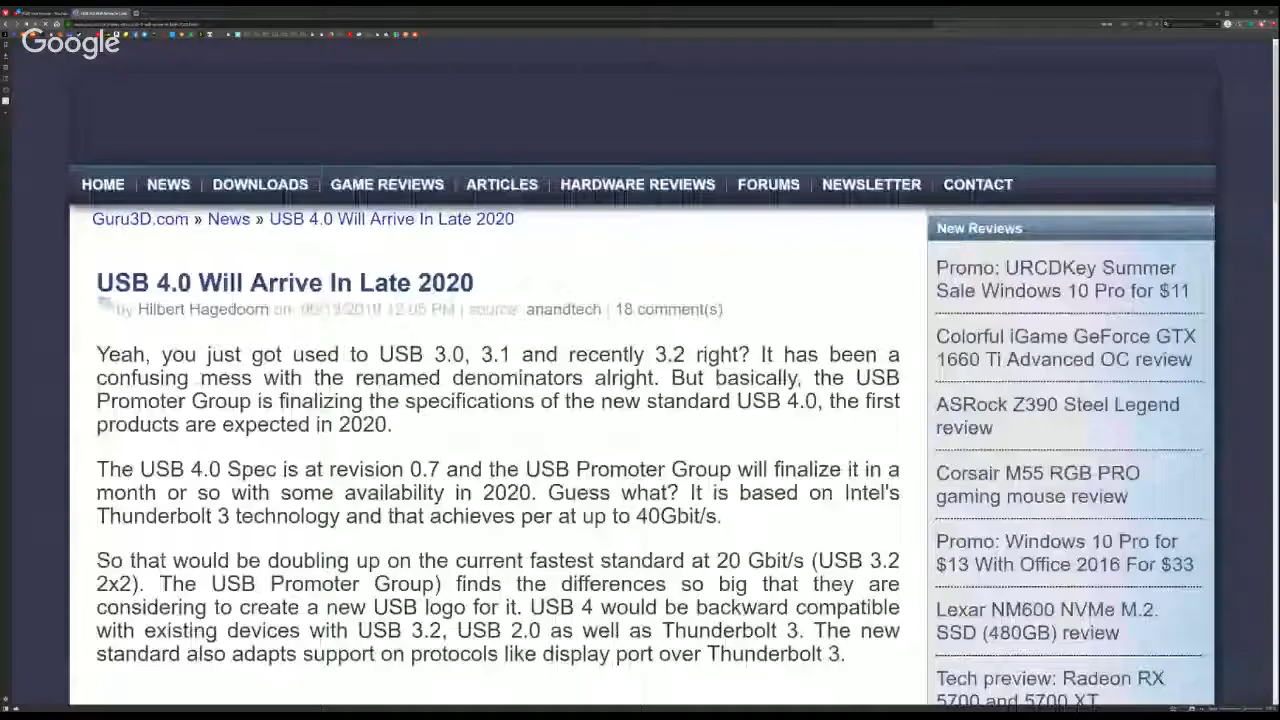 Google
HOME | NEWS | DOWNLOADS | GAME REVIEWS | ARTICLES | HARDWARE REVIEWS | FORUMS | NEWSLETTER | CONTACT
Guru3D.com » News » USB 4.0 Will Arrive In Late 2020
USB 4.0 Will Arrive In Late 2020
by Hilbert Hagedoorn on: 12:05 PM | source: anandtech | 18 comment(s)
Yeah, you just got used to USB 3.0, 3.1 and recently 3.2 right? It has been a
confusing mess with the renamed denominators alright. But basically, the USB
Promoter Group is finalizing the specifications of the new standard USB 4.0, the first
products are expected in 2020.
The USB 4.0 Spec is at revision 0.7 and the USB Promoter Group will finalize it in a
month or so with some availability in 2020. Guess what? It is based on Intel's
Thunderbolt 3 technology and that achieves per at up to 40Gbit/s.
So that would be doubling up on the current fastest standard at 20 Gbit/s (USB 3.2
2x2). The USB Promoter Group) finds the differences so big that they are
considering to create a new USB logo for it. USB 4 would be backward compatible
with existing devices with USB 3.2, USB 2.0 as well as Thunderbolt 3. The new
standard also adapts support on protocols like display port over Thunderbolt 3.
New Reviews
Promo: URCDKey Summer
Sale Windows 10 Pro for $11
Colorful iGame GeForce GTX
1660 Ti Advanced OC review
ASRock Z390 Steel Legend
review
Corsair M55 RGB PRO
gaming mouse review
Promo: Windows 10 Pro for
$13 With Office 2016 For $33
Lexar NM600 NVMe M.2.
SSD (480GB) review
Tech preview: Radeon RX
5700 and 5700 XT